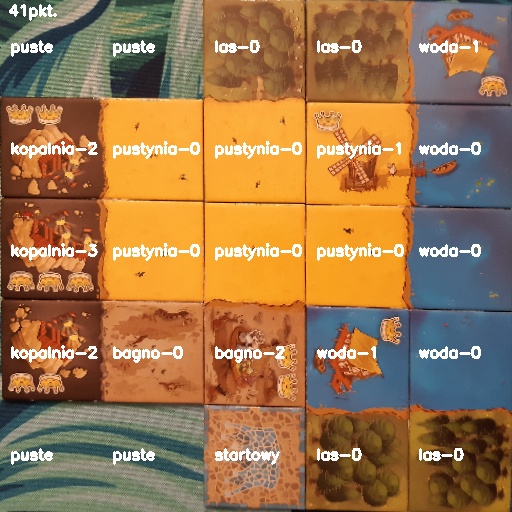 41pkt.
puste puste las-0 las-0 woda-1
kopalnia-2 pustynia-0 pustynia-0 pustynia-1 woda-0
kopalnia-3 pustynia-0 pustynia-0 pustynia-0 woda-0
kopalnia-2 bagno-0 bagno-2 woda-1 woda-0
puste puste startowy las-0 las-0